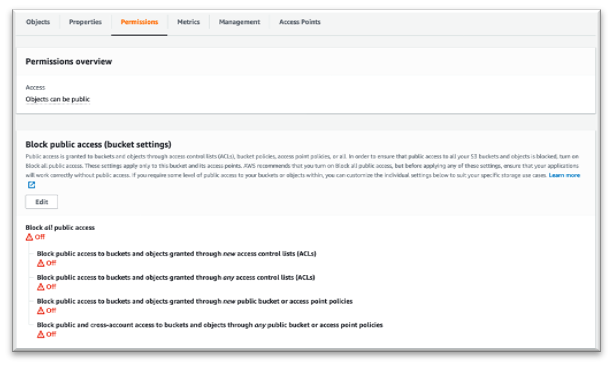 Objects Properties Permissions Metrics Management Access Points
Permissions overview
Access
Objects can be public
Block public access (bucket settings)
Public access is granted to buckets and objects through access control lists (ACLs), bucket policies, access point policies, or all. In order to ensure that public access to all your S3 buckets and objects is blocked, turn on
Block all public access. These settings apply only to this bucket and its access points. AWS recommends that you turn on Block all public access, but before applying any of these settings, ensure that your applications
will work correctly without public access. If you require some level of public access to your buckets or objects within, you can customize the individual settings below to suit your specific storage use cases. Learn more
Edit
Block all public access
Off
Block public access to buckets and objects granted through new access control lists (ACLs)
Off
Block public access to buckets and objects granted through any access control lists (ACLs)
Off
Block public access to buckets and objects granted through new public bucket or access point policies
Off
Block public and cross-account access to buckets and objects through any public bucket or access point policies
Off